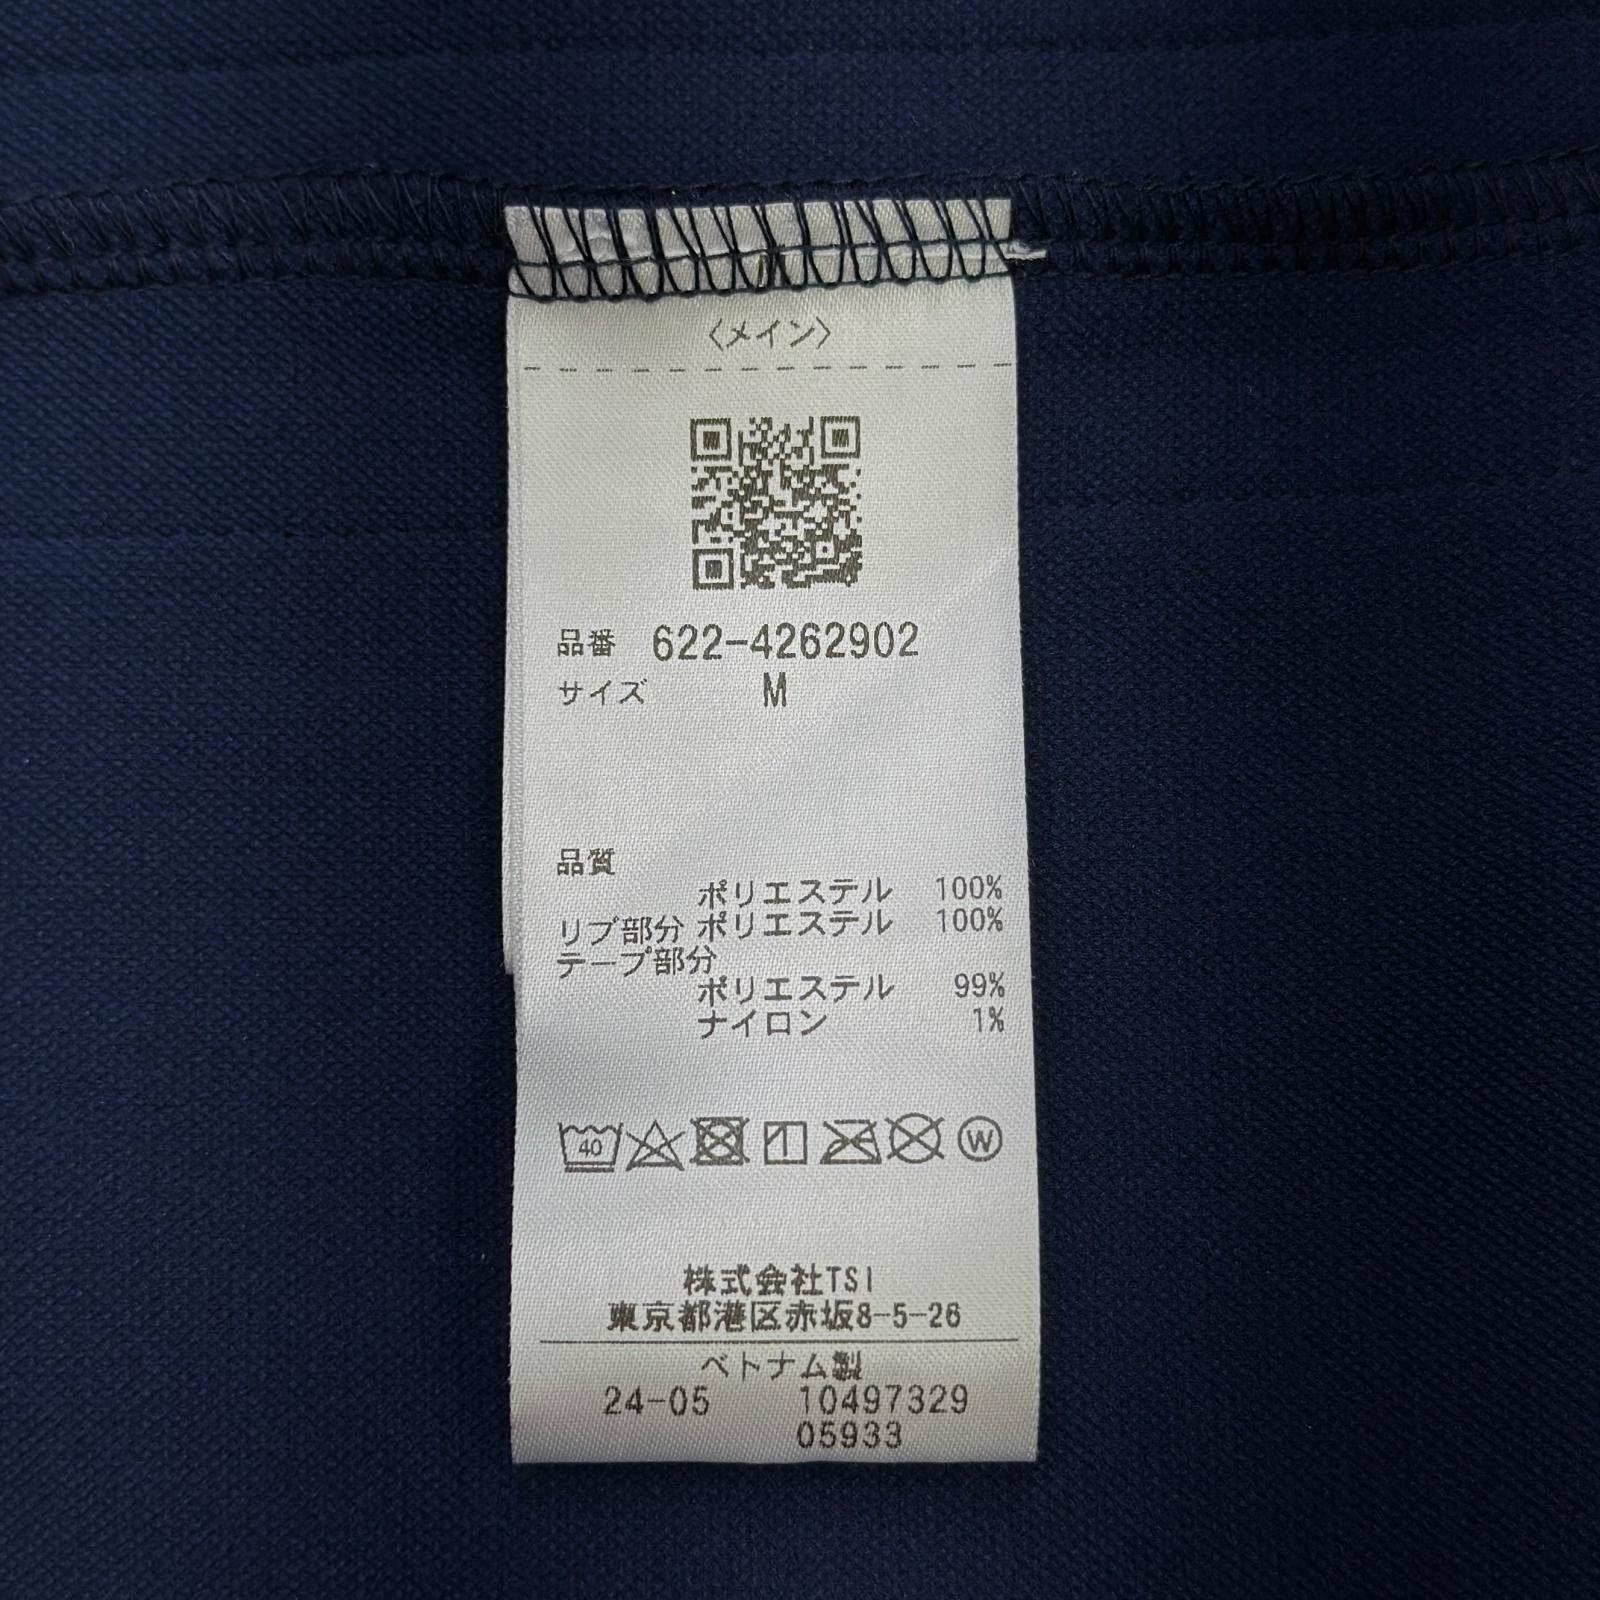 〈メイン〉
品番 622-4262902
サイズ M
品質
ポリエステル 100%
リブ部分 ポリエステル 100%
テープ部分
ポリエステル 99%
ナイロン 1%
40 W
株式会社TSI
東京都港区赤坂8-5-26
ベトナム製
24-05 10497329
05933